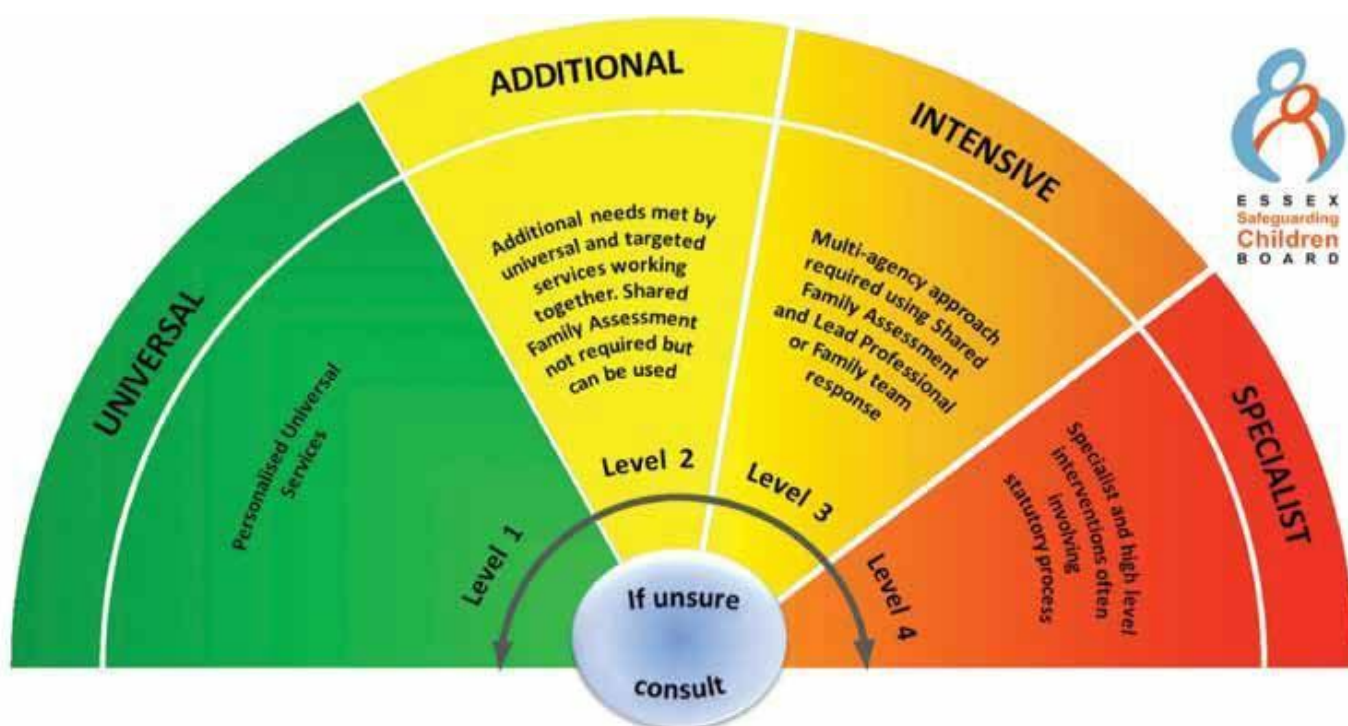 UNIVERSAL
Personalised Universal
Services
Level 1
ADDITIONAL
Additional needs met by
universal and targeted
services working
together. Shared
Family Assessment
not required but
can be used
Level 2
INTENSIVE
Multi-agency approach
required using Shared
Family Assessment
and Lead Professional
or Family team
response
Level 3
SPECIALIST
Specialist and high level
interventions often
involving
statutory process
Level 4
If unsure
consult
ESSEX
Safeguarding
Children
BOARD